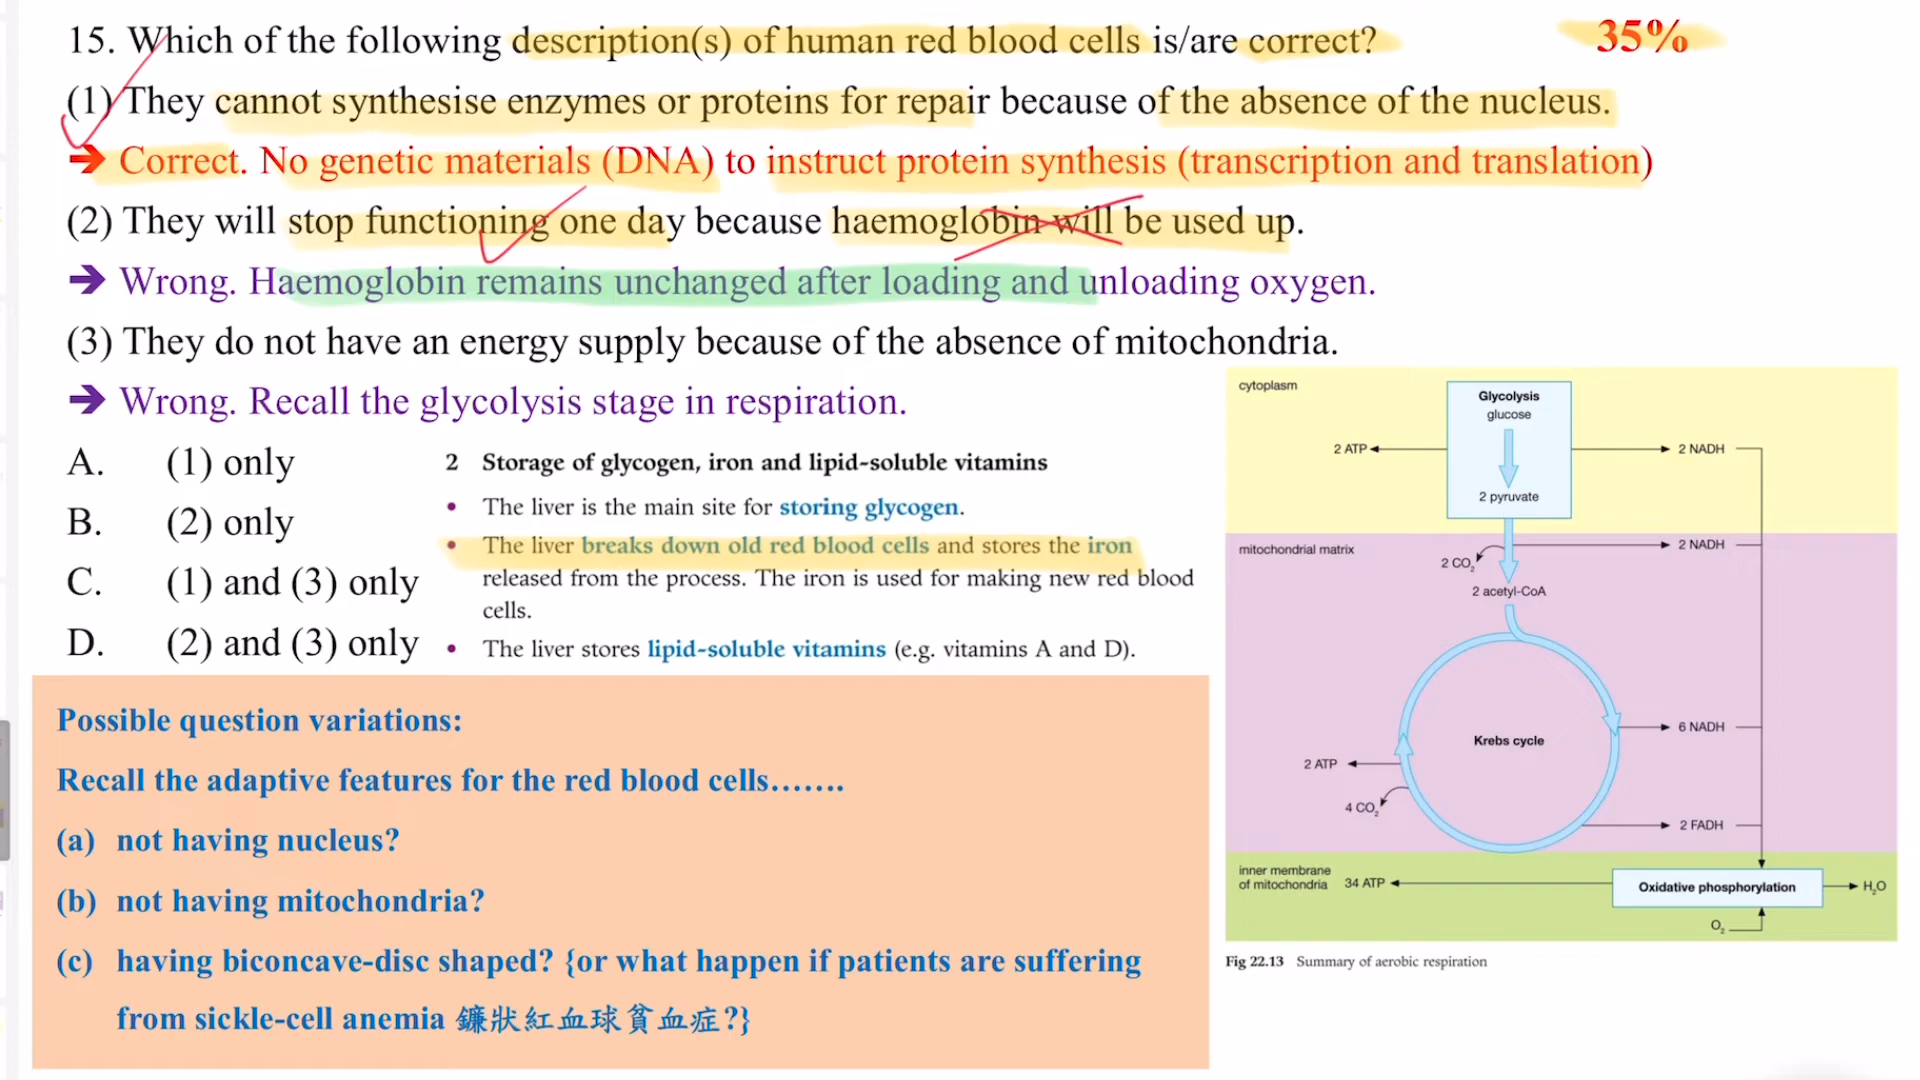 15. Which of the following description(s) of human red blood cells is/are correct?
35%
(1) They cannot synthesise enzymes or proteins for repair because of the absence of the nucleus.
➔ Correct. No genetic materials (DNA) to instruct protein synthesis (transcription and translation)
(2) They will stop functioning one day because haemoglobin will be used up.
➔ Wrong. Haemoglobin remains unchanged after loading and unloading oxygen.
(3) They do not have an energy supply because of the absence of mitochondria.
➔ Wrong. Recall the glycolysis stage in respiration.
A. (1) only
B. (2) only
C. (1) and (3) only
D. (2) and (3) only
2 Storage of glycogen, iron and lipid-soluble vitamins
• The liver is the main site for storing glycogen.
• The liver breaks down old red blood cells and stores the iron
released from the process. The iron is used for making new red blood
cells.
• The liver stores lipid-soluble vitamins (e.g. vitamins A and D).
Possible question variations:
Recall the adaptive features for the red blood cells…….
(a) not having nucleus?
(b) not having mitochondria?
(c) having biconcave-disc shaped? {or what happen if patients are suffering
from sickle-cell anemia 鐮狀紅血球貧血症?}
cytoplasm
Glycolysis
glucose
2 ATP
2 NADH
2 pyruvate
mitochondrial matrix
2 NADH
2 CO₂
2 acetyl-CoA
6 NADH
Krebs cycle
2 ATP
4 CO₂
2 FADH
inner membrane
of mitochondria
34 ATP
Oxidative phosphorylation
H₂O
O₂
Fig 22.13 Summary of aerobic respiration